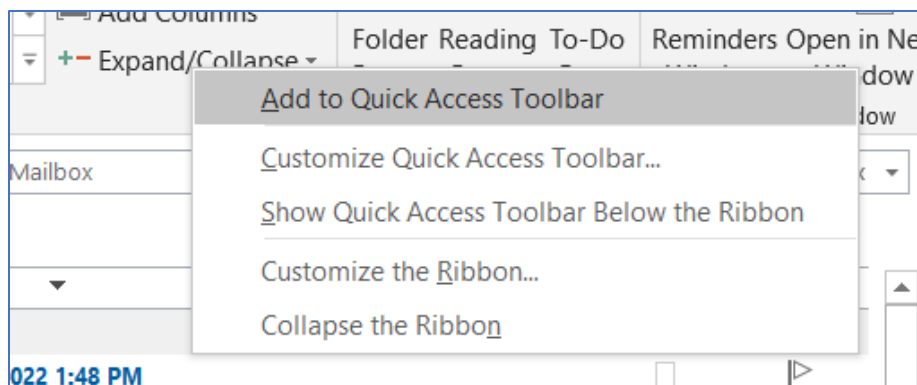 Add Columns
Expand/Collapse
Folder Reading To-Do
Reminders Open in Ne
dow
Add to Quick Access Toolbar
Mailbox
Customize Quick Access Toolbar...
Show Quick Access Toolbar Below the Ribbon
Customize the Ribbon...
Collapse the Ribbon
022 1:48 PM